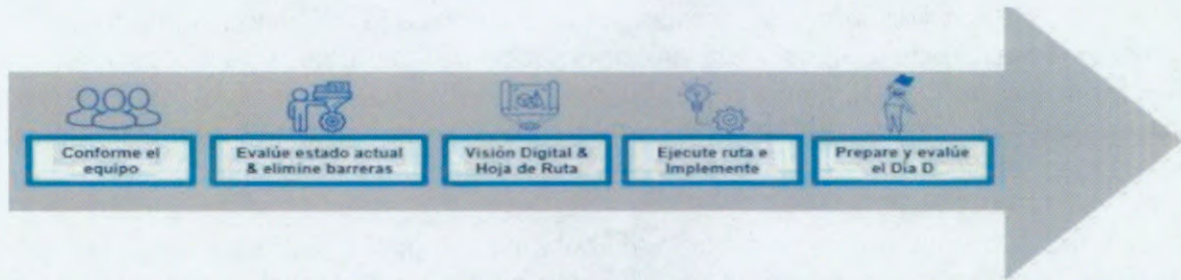 Conforme el
equipo
Evalúe estado actual
& elimine barreras
Visión Digital &
Hoja de Ruta
Ejecute ruta e
Implemente
Prepare y evalúe
el Día D